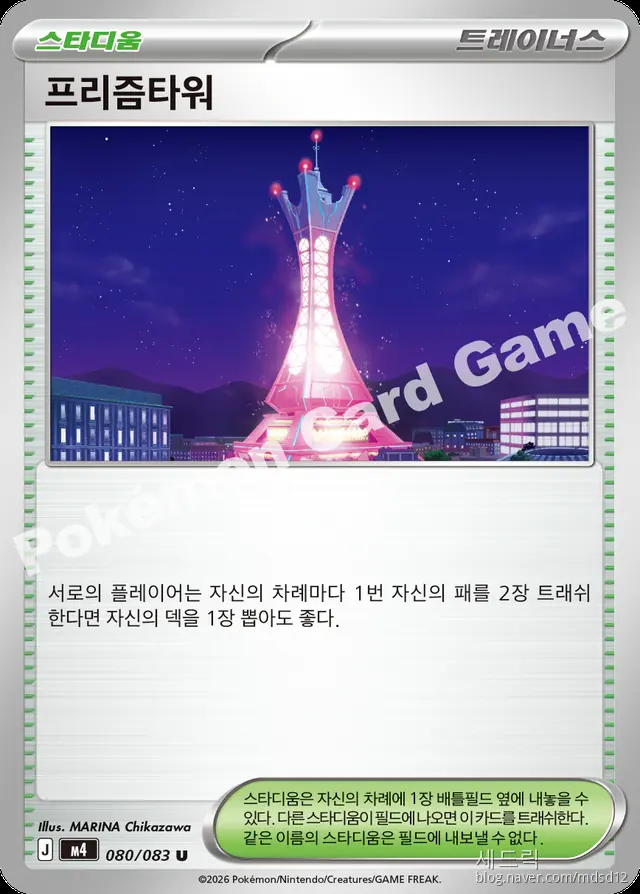 스타디움
트레이너스
프리즘타워
Pokémon Card Game
서로의 플레이어는 자신의 차례마다 1번 자신의 패를 2장 트래쉬
한다면 자신의 덱을 1장 뽑아도 좋다.
스타디움은 자신의 차례에 1장 배틀필드 옆에 내놓을 수
있다. 다른 스타디움이 필드에 나오면 이 카드를 트래쉬한다.
같은 이름의 스타디움은 필드에 내보낼 수 없다.
Illus. MARINA Chikazawa
J M4 080/083 U
©2026 Pokémon/Nintendo/Creatures/GAME FREAK.
세드릭
blog.naver.com/mdsd12